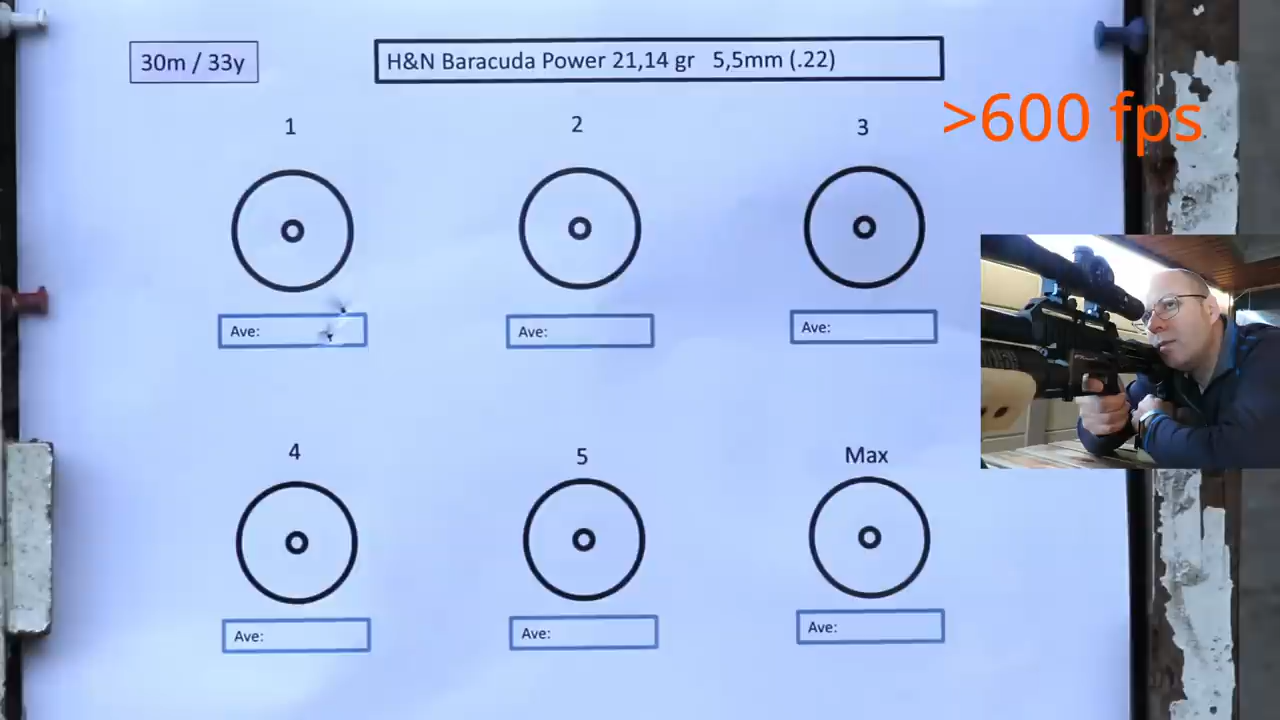 30m / 33y
H&N Baracuda Power 21,14 gr 5,5mm (.22)
>600 fps
1
2
3
Ave:
Ave:
Ave:
4
5
Max
Ave:
Ave:
Ave: